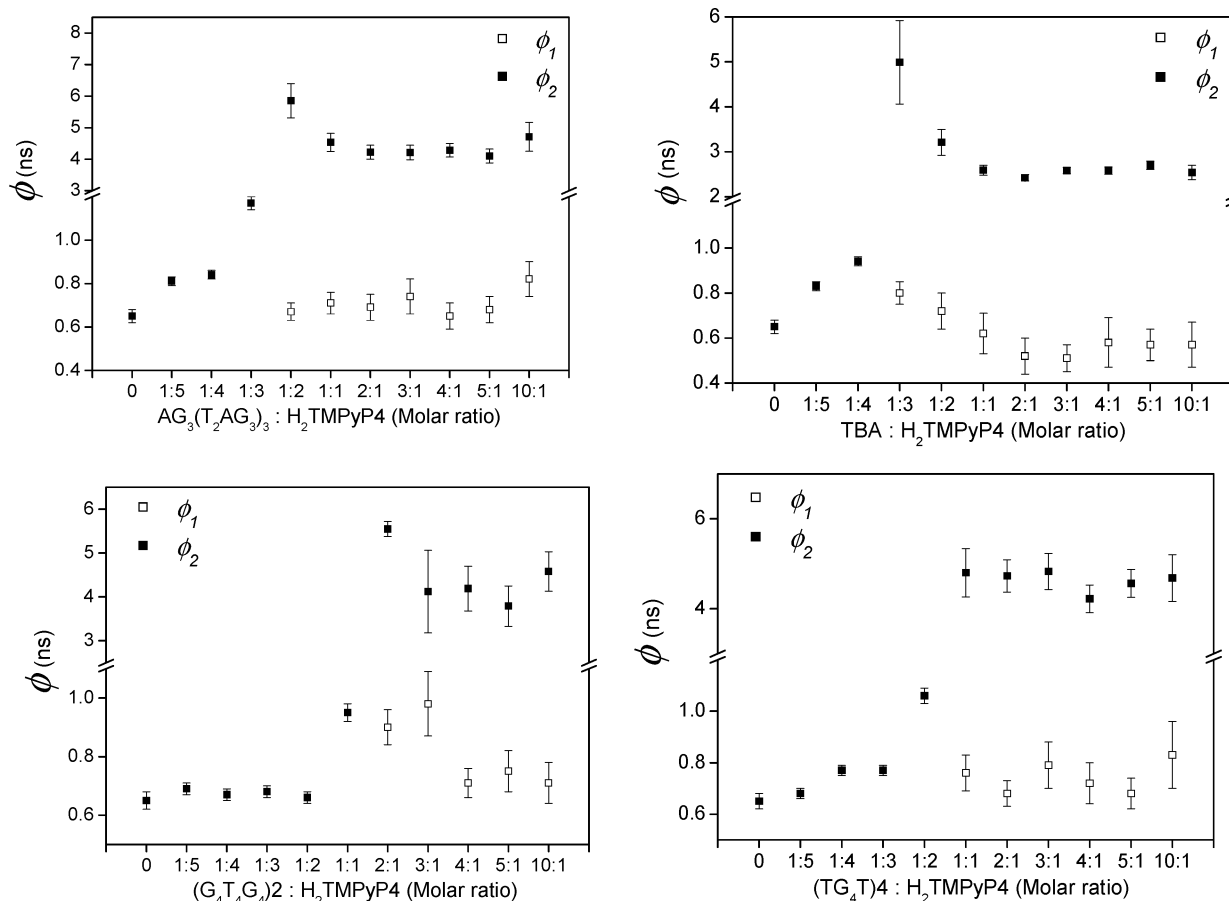 8
7
6
5
4
3
1.0
0.8
0.6
0.4
ϕ (ns)
ϕ₁
ϕ₂
0 1:5 1:4 1:3 1:2 1:1 2:1 3:1 4:1 5:1 10:1
AG₃(T₂AG₃)₃ : H₂TMPyP4 (Molar ratio)
6
5
4
3
2
1.0
0.8
0.6
0.4
ϕ (ns)
ϕ₁
ϕ₂
0 1:5 1:4 1:3 1:2 1:1 2:1 3:1 4:1 5:1 10:1
TBA : H₂TMPyP4 (Molar ratio)
6
5
4
3
1.0
0.8
0.6
ϕ (ns)
ϕ₁
ϕ₂
0 1:5 1:4 1:3 1:2 1:1 2:1 3:1 4:1 5:1 10:1
(G₄T₄G₄)2 : H₂TMPyP4 (Molar ratio)
6
4
1.0
0.8
0.6
ϕ (ns)
ϕ₁
ϕ₂
0 1:5 1:4 1:3 1:2 1:1 2:1 3:1 4:1 5:1 10:1
(TG₄T)4 : H₂TMPyP4 (Molar ratio)